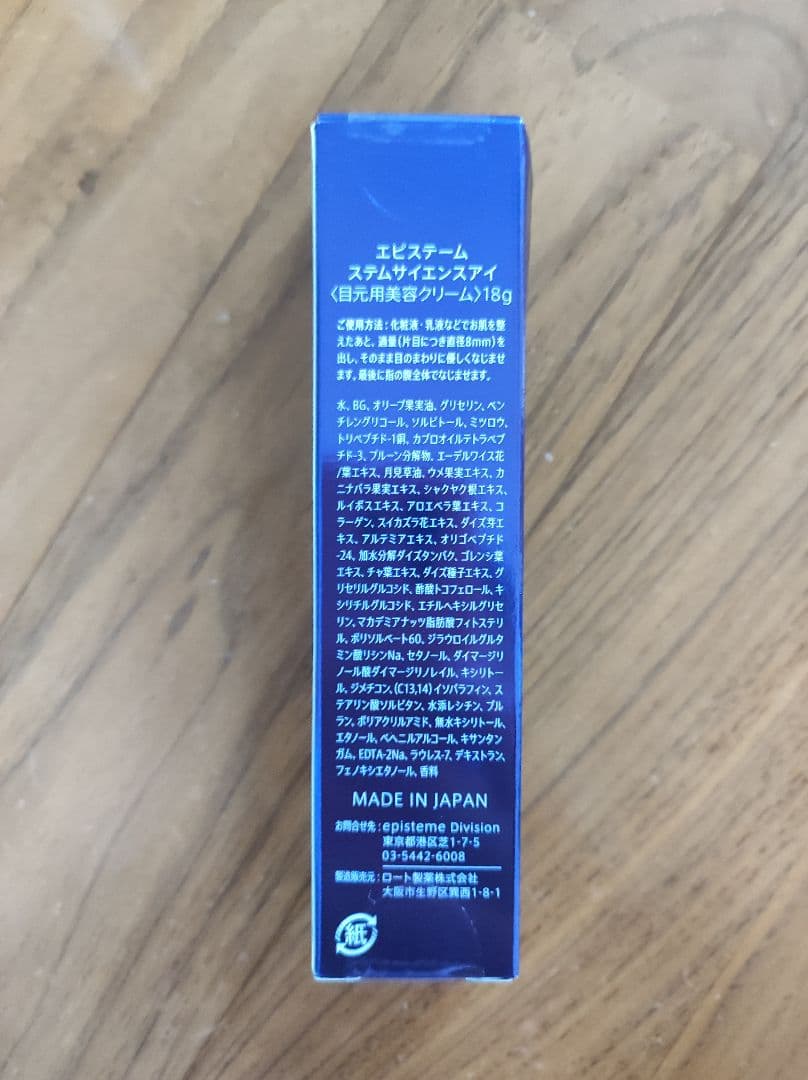 エピステーム
ステムサイエンスアイ
〈目元用美容クリーム〉18g
ご使用方法:化粧液・乳液などでお肌を整
えたあと、適量(片目につき直径8mm)を
出し、そのまま目のまわりに優しくなじませ
ます。最後に指の腹全体でなじませます。
水、BG、オリーブ果実油、グリセリン、ペン
チレングリコール、ソルビトール、ミツロウ、
トリペプチド-1銅、カプロオイルテトラペプ
チド-3、プルーン分解物、エーデルワイス花
/葉エキス、月見草油、ウメ果実エキス、カ
ニナバラ果実エキス、シャクヤク根エキス、
ルイボスエキス、アロエベラ葉エキス、コ
ラーゲン、スイカズラ花エキス、ダイズ芽エ
キス、アルテミアエキス、オリゴペプチド
-24、加水分解ダイズタンパク、ゴレンシ葉
エキス、チャ葉エキス、ダイズ種子エキス、グ
リセリルグルコシド、酢酸トコフェロール、キ
シリチルグルコシド、エチルヘキシルグリセ
リン、マカデミアナッツ脂肪酸フィトステリ
ル、ポリソルベート60、ジラウロイルグルタ
ミン酸リシンNa、セタノール、ダイマージリ
ノール酸ダイマージリノレイル、キシリトー
ル、ジメチコン、(C13,14)イソパラフィン、ス
テアリン酸ソルビタン、水添レシチン、プル
ラン、ポリアクリルアミド、無水キシリトール、
エタノール、ベヘニルアルコール、キサンタン
ガム、EDTA-2Na、ラウレス-7、デキストラン、
フェノキシエタノール、香料
MADE IN JAPAN
お問合せ先:episteme Division
東京都港区芝1-7-5
03-5442-6008
製造販売元:ロート製薬株式会社
大阪市生野区巽西1-8-1
紙